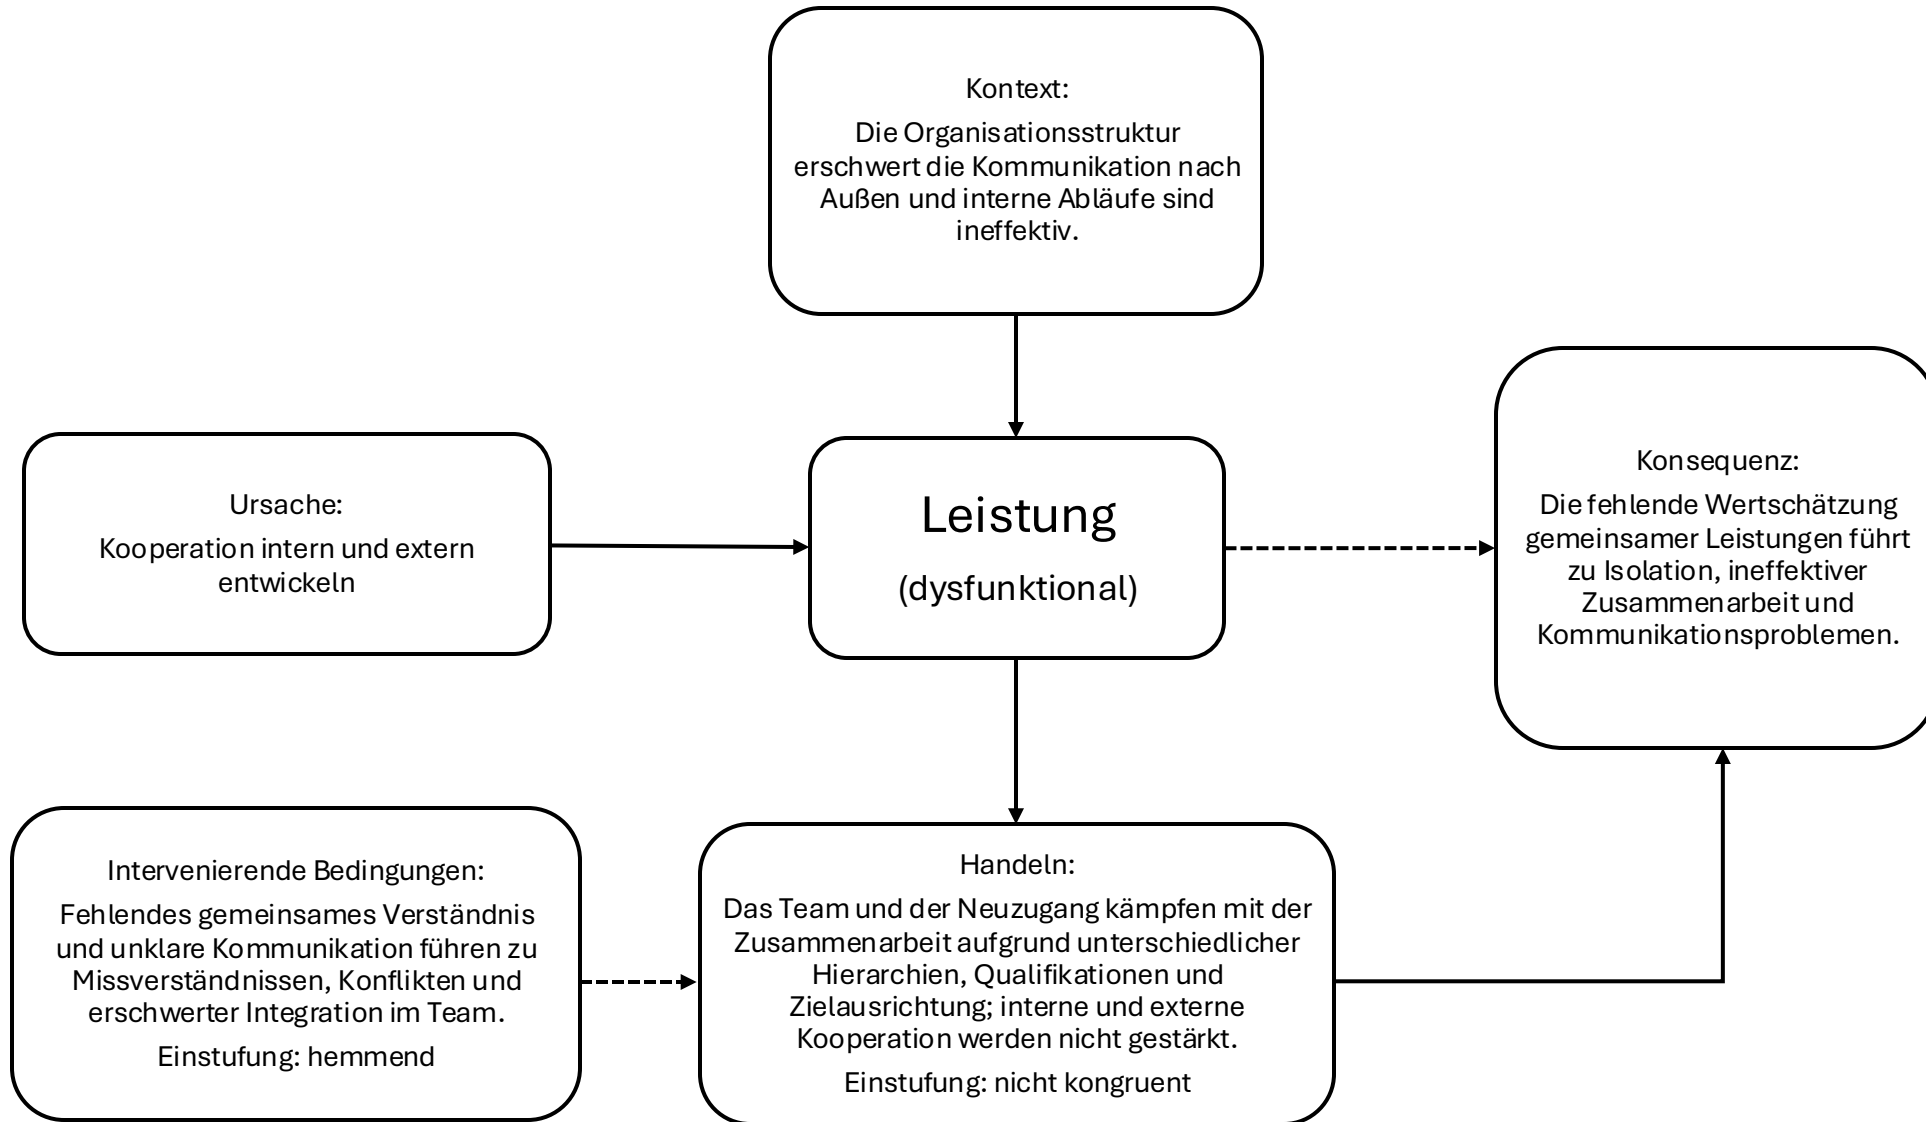 Kontext:
Die Organisationsstruktur
erschwert die Kommunikation nach
Außen und interne Abläufe sind
ineffektiv.
Ursache:
Kooperation intern und extern
entwickeln
Leistung
(dysfunktional)
Konsequenz:
Die fehlende Wertschätzung
gemeinsamer Leistungen führt
zu Isolation, ineffektiver
Zusammenarbeit und
Kommunikationsproblemen.
Intervenierende Bedingungen:
Fehlendes gemeinsames Verständnis
und unklare Kommunikation führen zu
Missverständnissen, Konflikten und
erschwerter Integration im Team.
Einstufung: hemmend
Handeln:
Das Team und der Neuzugang kämpfen mit der
Zusammenarbeit aufgrund unterschiedlicher
Hierarchien, Qualifikationen und
Zielausrichtung; interne und externe
Kooperation werden nicht gestärkt.
Einstufung: nicht kongruent